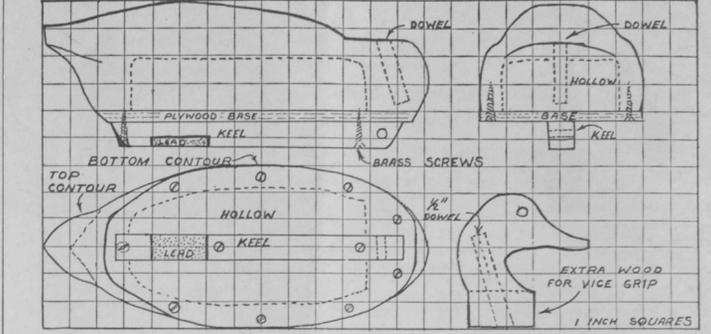 DOWEL
DOWEL
HOLLOW
PLYWOOD BASE
BASE
KEEL
KEEL
LEAD
BOTTOM CONTOUR
BRASS SCREWS
TOP
CONTOUR
HOLLOW
1/2"
DOWEL
KEEL
LEAD
EXTRA WOOD
FOR VICE GRIP
1 INCH SQUARES